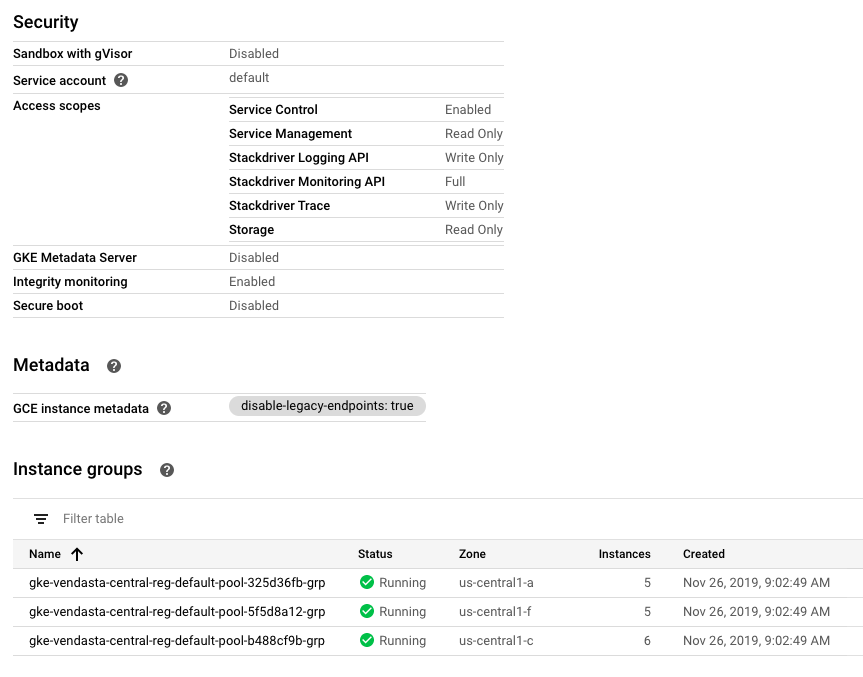 Security
Sandbox with gVisor Disabled
Service account default
Access scopes
Service Control Enabled
Service Management Read Only
Stackdriver Logging API Write Only
Stackdriver Monitoring API Full
Stackdriver Trace Write Only
Storage Read Only
GKE Metadata Server Disabled
Integrity monitoring Enabled
Secure boot Disabled
Metadata
GCE instance metadata disable-legacy-endpoints: true
Instance groups
Filter table
Name Status Zone Instances Created
gke-vendasta-central-reg-default-pool-325d36fb-grp Running us-central1-a 5 Nov 26, 2019, 9:02:49 AM
gke-vendasta-central-reg-default-pool-5f5d8a12-grp Running us-central1-f 5 Nov 26, 2019, 9:02:49 AM
gke-vendasta-central-reg-default-pool-b488cf9b-grp Running us-central1-c 6 Nov 26, 2019, 9:02:49 AM